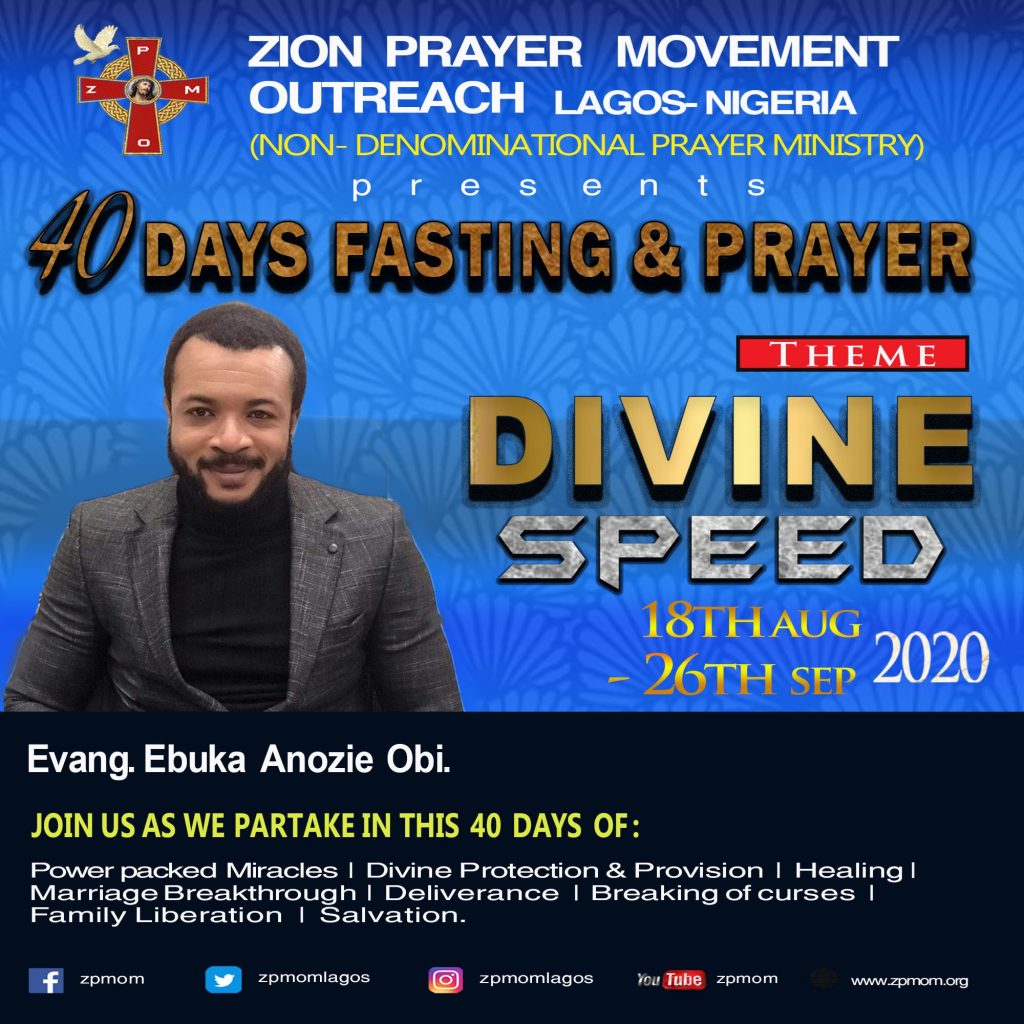 P
Z M
O
ZION PRAYER MOVEMENT
OUTREACH LAGOS- NIGERIA
(NON- DENOMINATIONAL PRAYER MINISTRY)
presents
40 DAYS FASTING & PRAYER
THEME
DIVINE
SPEED
18TH AUG
- 26TH SEP 2020
Evang. Ebuka Anozie Obi.
JOIN US AS WE PARTAKE IN THIS 40 DAYS OF :
Power packed Miracles | Divine Protection & Provision | Healing |
Marriage Breakthrough | Deliverance | Breaking of curses |
Family Liberation | Salvation.
f zpmom zpmomlagos zpmomlagos YouTube zpmom www.zpmom.org